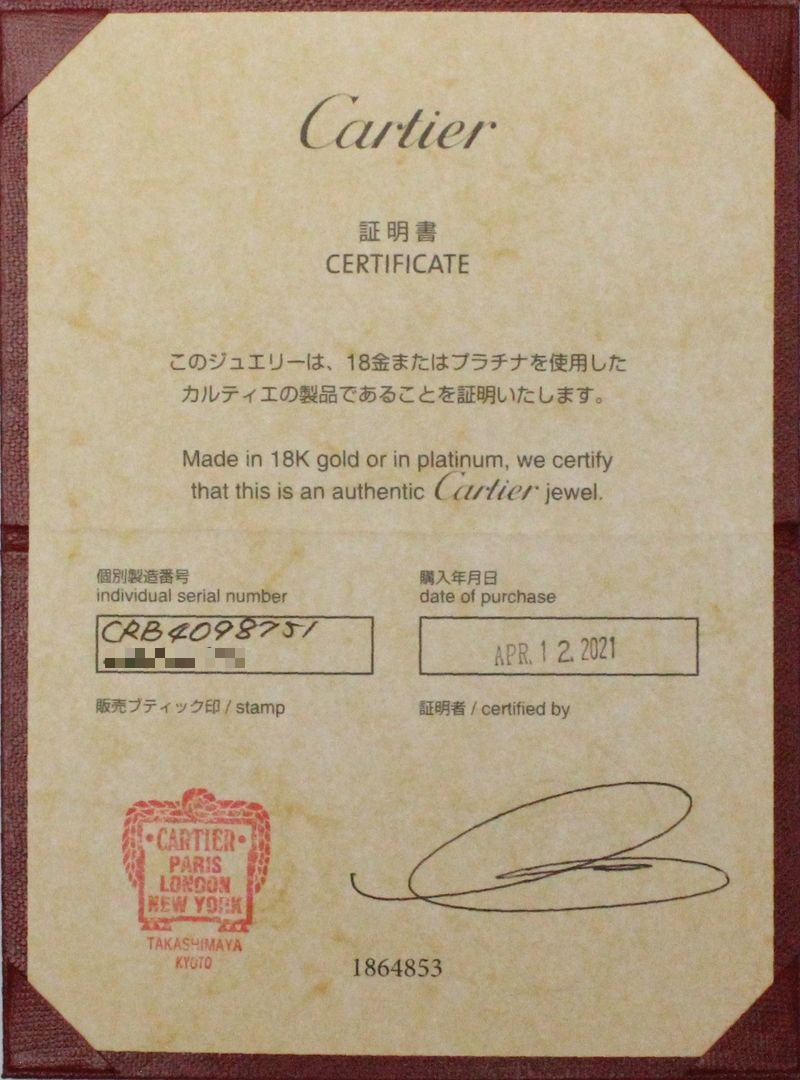 Cartier
証明書
CERTIFICATE
このジュエリーは、18金またはプラチナを使用した
カルティエの製品であることを証明いたします。
Made in 18K gold or in platinum, we certify
that this is an authentic Cartier jewel.
個別製造番号
individual serial number
CRB4098751
購入年月日
date of purchase
APR. 12. 2021
販売ブティック印 / stamp
証明者 / certified by
CARTIER
PARIS
LONDON
NEW YORK
TAKASHIMAYA
KYOTO
1864853